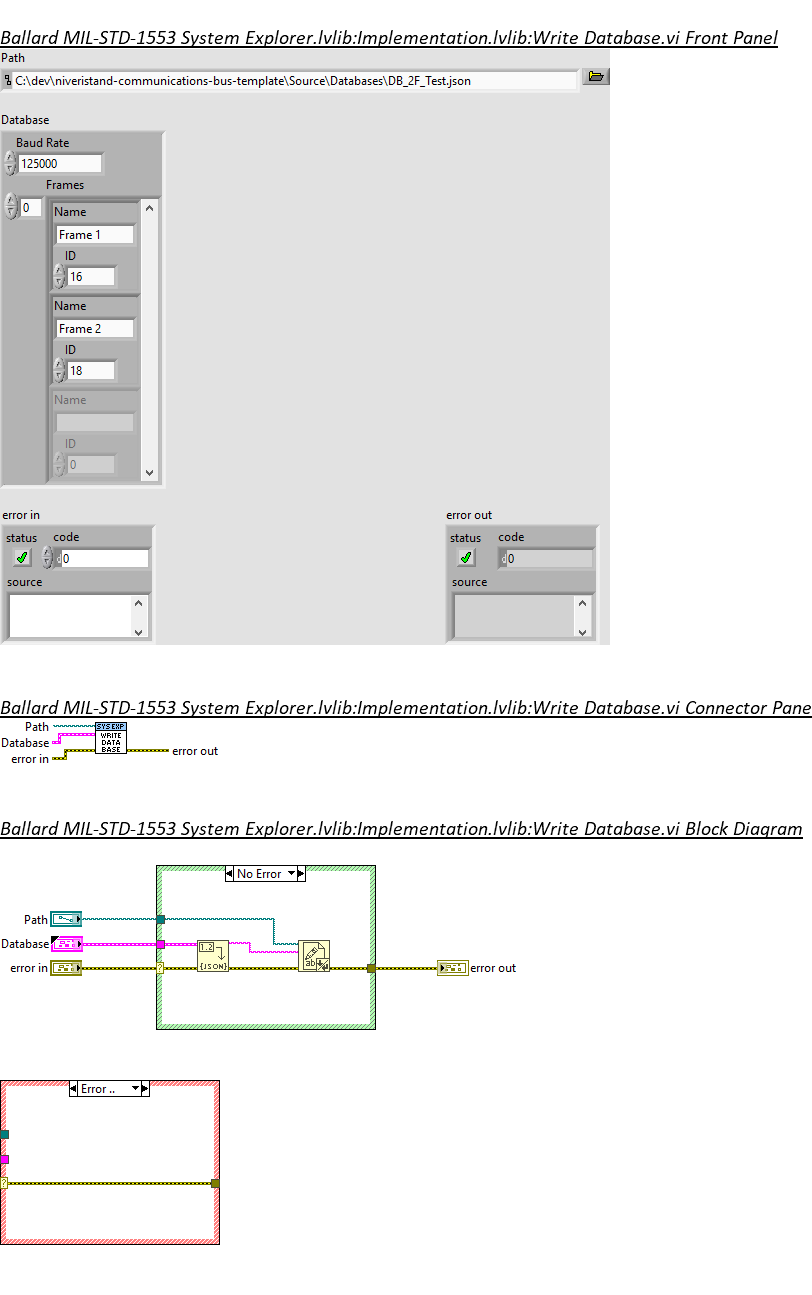 Ballard MIL-STD-1553 System Explorer.lvlib:Implementation.lvlib:Write Database.vi Front Panel
Path
C:\dev\niveristand-communications-bus-template\Source\Databases\DB_2F_Test.json
Database
Baud Rate
125000
Frames
0
Name
Frame 1
ID
16
Name
Frame 2
ID
18
Name
ID
0
error in
status code
0
source
error out
status code
0
source
Ballard MIL-STD-1553 System Explorer.lvlib:Implementation.lvlib:Write Database.vi Connector Pane
Path
Database
error in
SYS EXP
WRITE
DATA
BASE
error out
Ballard MIL-STD-1553 System Explorer.lvlib:Implementation.lvlib:Write Database.vi Block Diagram
No Error
Path
Database
error in
?
1.2
{JSON}
ab
error out
Error ..
?